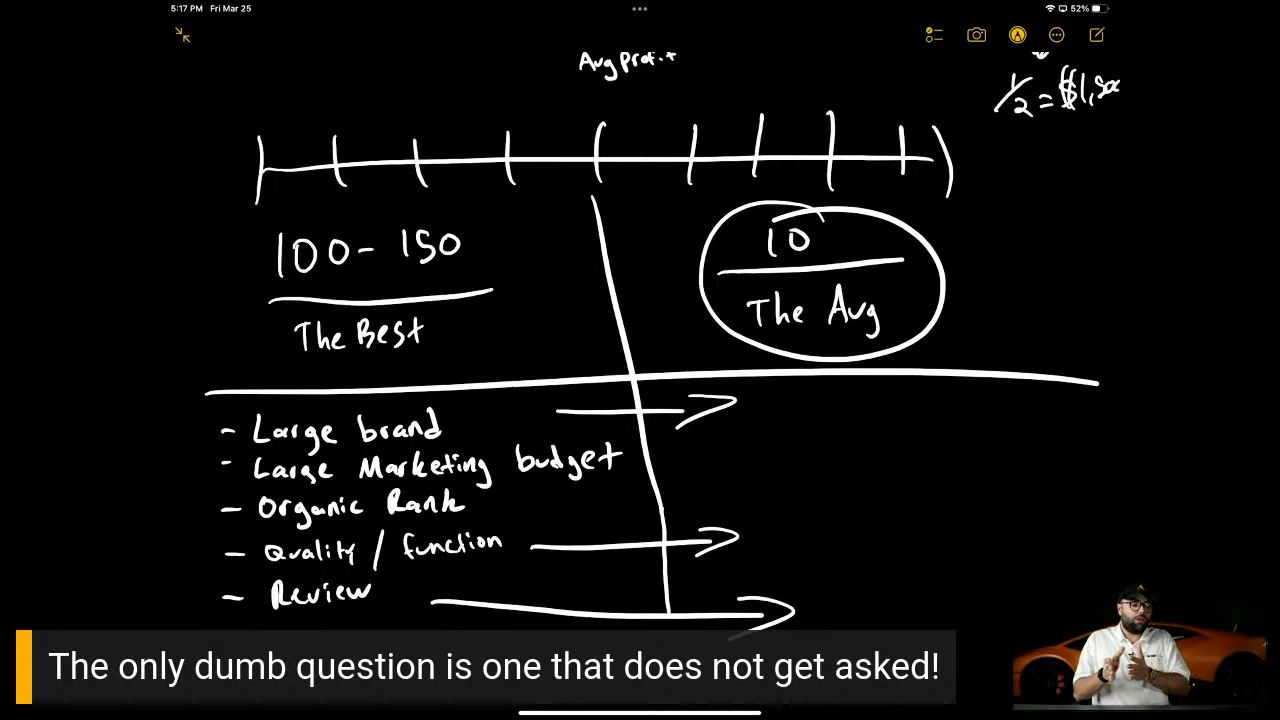 5:17 PM Fri Mar 25
52%
Avg Profit
1/2 = $1,500
100 - 150
The Best
10
The Avg
- Large brand
- Large Marketing budget
- Organic Rank
- Quality / function
- Review
The only dumb question is one that does not get asked!